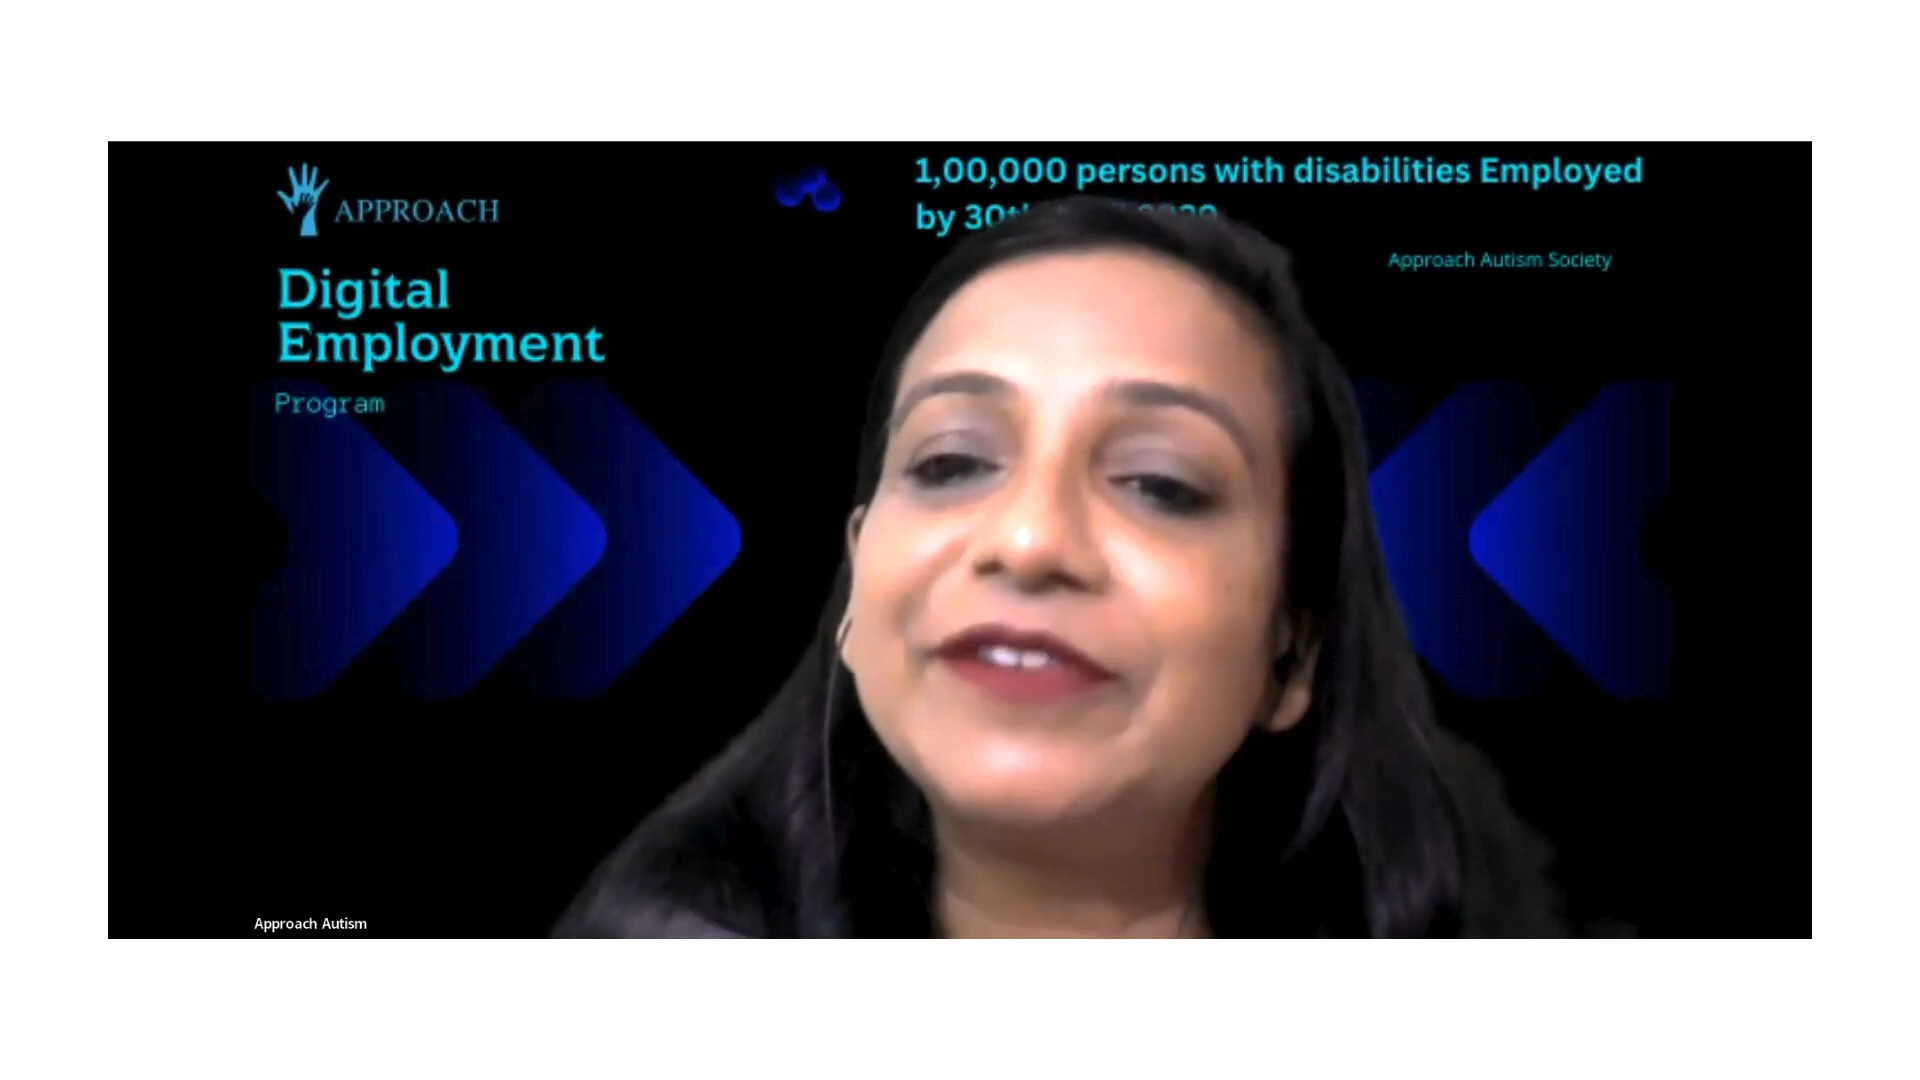 APPROACH
Digital
Employment
Program
1,00,000 persons with disabilities Employed
by
Approach Autism Society
Approach Autism